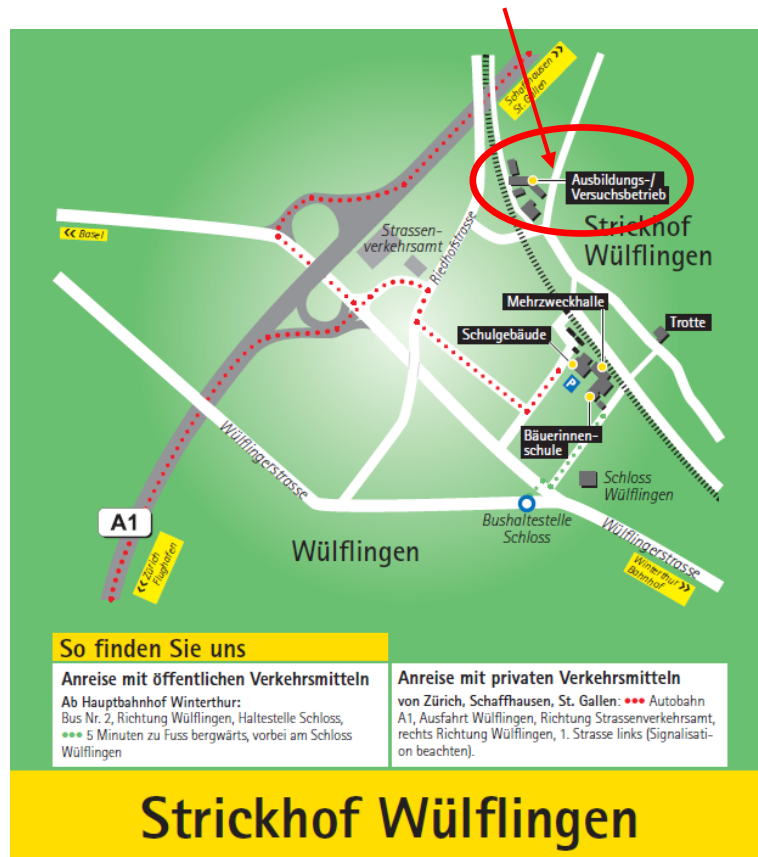 Schaffhausen >>
St. Gallen
Ausbildungs-/
Versuchsbetrieb
Strickhof
Wülflingen
<< Basel
Strassen-
verkehrsamt
Riedhofstrasse
Mehrzweckhalle
Trotte
Schulgebäude
P
Bäuerinnen-
schule
Schloss
Wülflingen
Wülflingerstrasse
A1
Bushaltestelle
Schloss
Wülflingen
Wülflingerstrasse
<< Zürich
Flughafen
Winterthur >>
Bahnhof
So finden Sie uns
Anreise mit öffentlichen Verkehrsmitteln
Ab Hauptbahnhof Winterthur:
Bus Nr. 2, Richtung Wülflingen, Haltestelle Schloss,
●●● 5 Minuten zu Fuss bergwärts, vorbei am Schloss
Wülflingen
Anreise mit privaten Verkehrsmitteln
von Zürich, Schaffhausen, St. Gallen: ●●● Autobahn
A1, Ausfahrt Wülflingen, Richtung Strassenverkehrsamt,
rechts Richtung Wülflingen, 1. Strasse links (Signalisati-
on beachten).
Strickhof Wülflingen